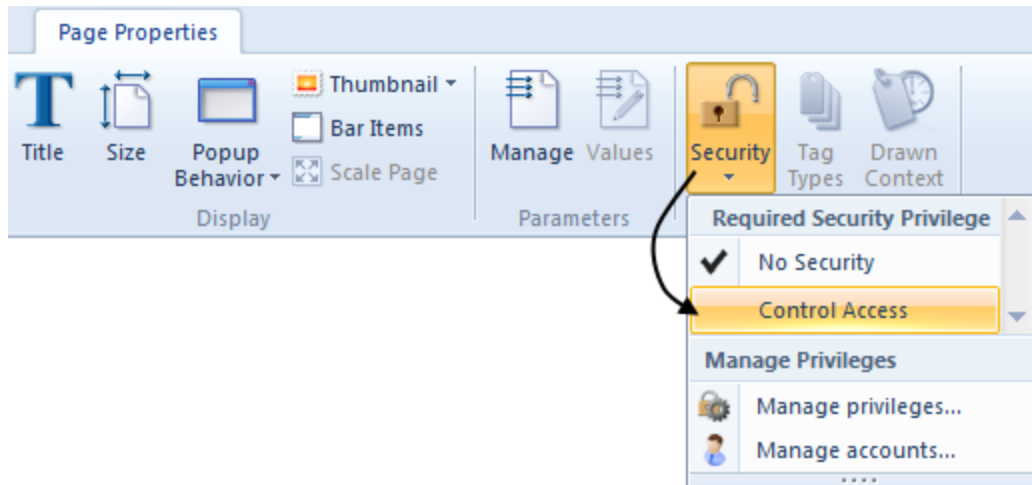 Page Properties
Title
Size
Popup
Behavior
Thumbnail
Bar Items
Scale Page
Display
Manage
Values
Parameters
Security
Tag
Types
Drawn
Context
Required Security Privilege
No Security
Control Access
Manage Privileges
Manage privileges...
Manage accounts...